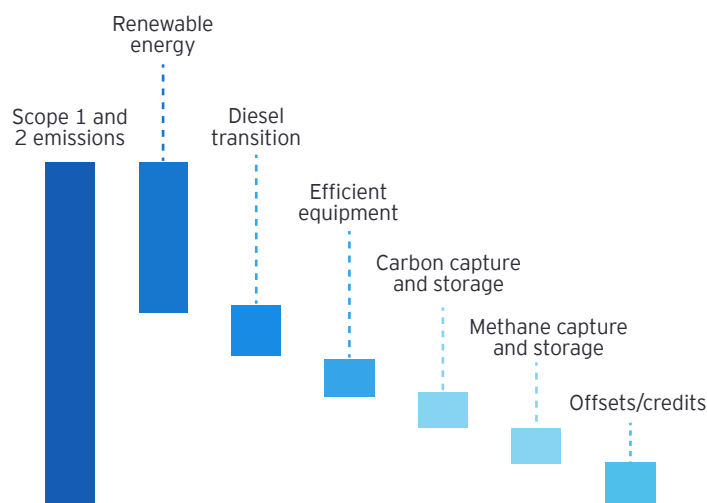 Renewable
energy
Scope 1 and
2 emissions
Diesel
transition
Efficient
equipment
Carbon capture
and storage
Methane capture
and storage
Offsets/credits